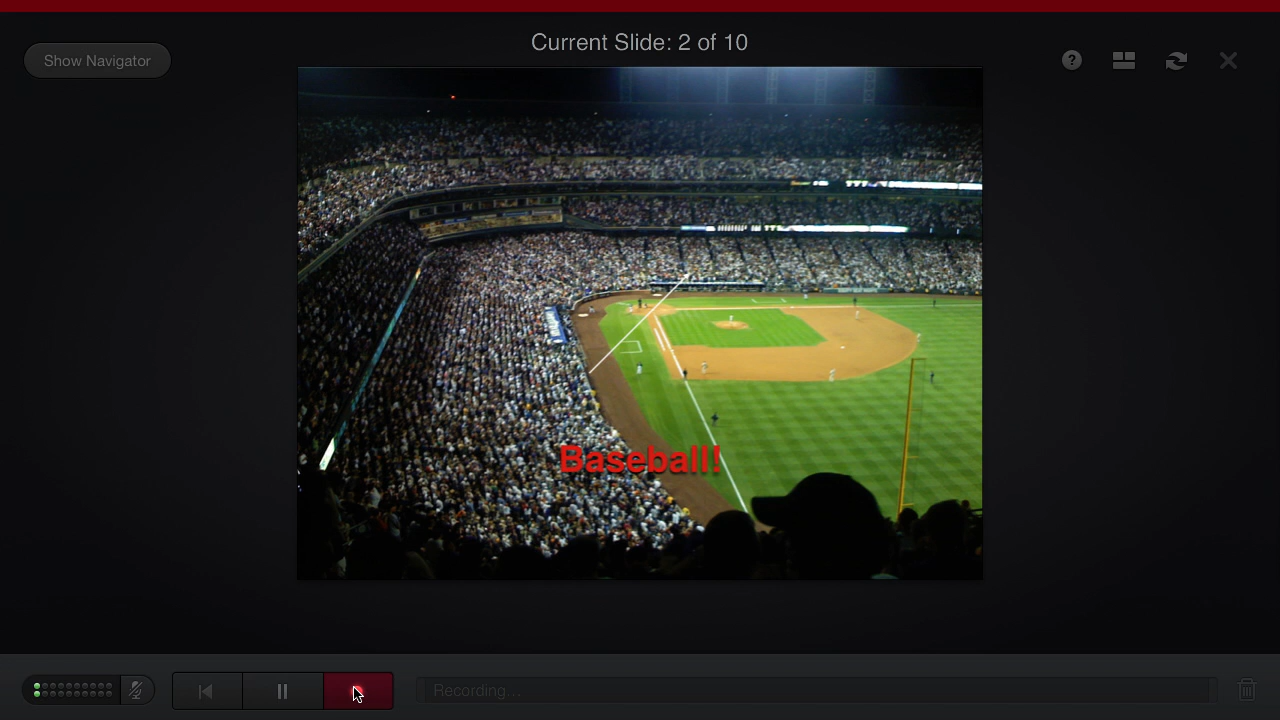 Current Slide: 2 of 10
Show Navigator
?
Baseball!
Recording...